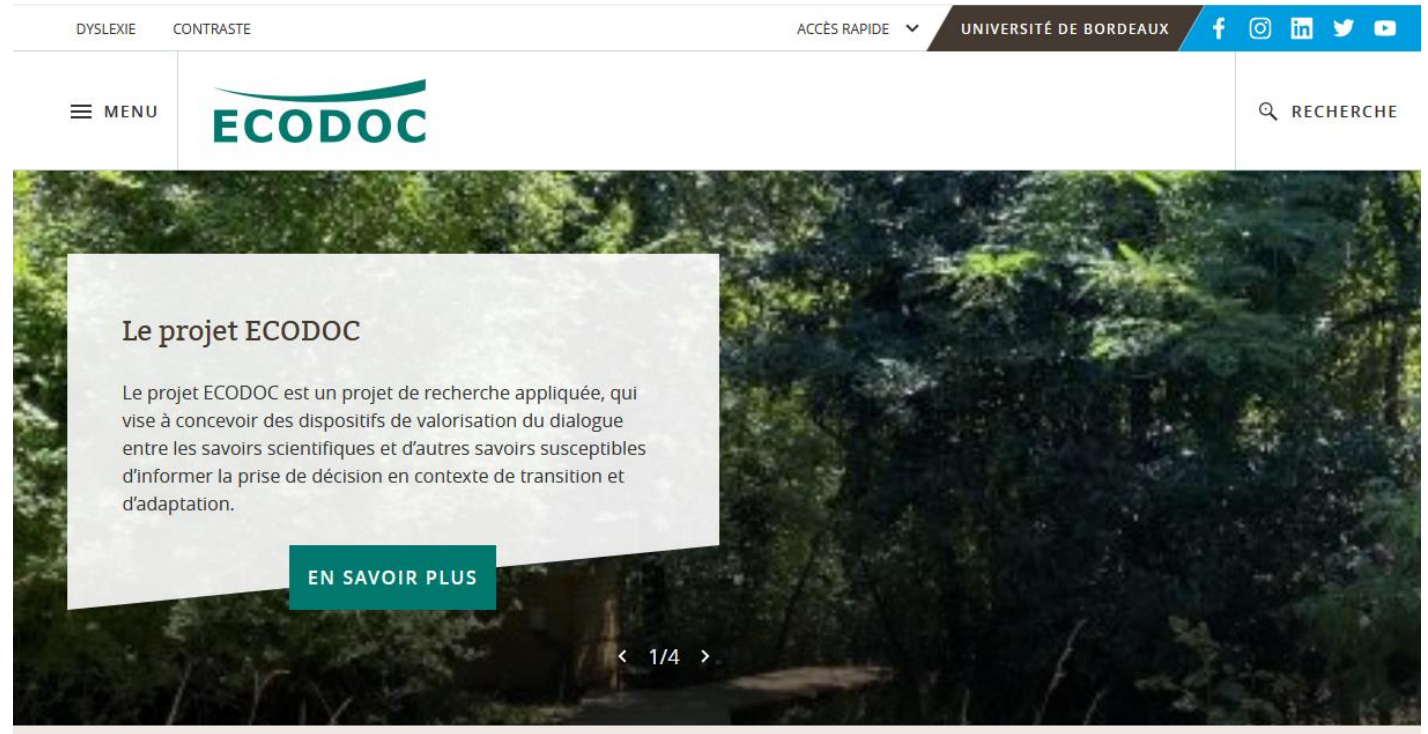 DYSLEXIE CONTRASTE ACCÈS RAPIDE UNIVERSITÉ DE BORDEAUX
MENU ECODOC RECHERCHE
Le projet ECODOC
Le projet ECODOC est un projet de recherche appliquée, qui
vise à concevoir des dispositifs de valorisation du dialogue
entre les savoirs scientifiques et d’autres savoirs susceptibles
d’informer la prise de décision en contexte de transition et
d’adaptation.
EN SAVOIR PLUS
1/4